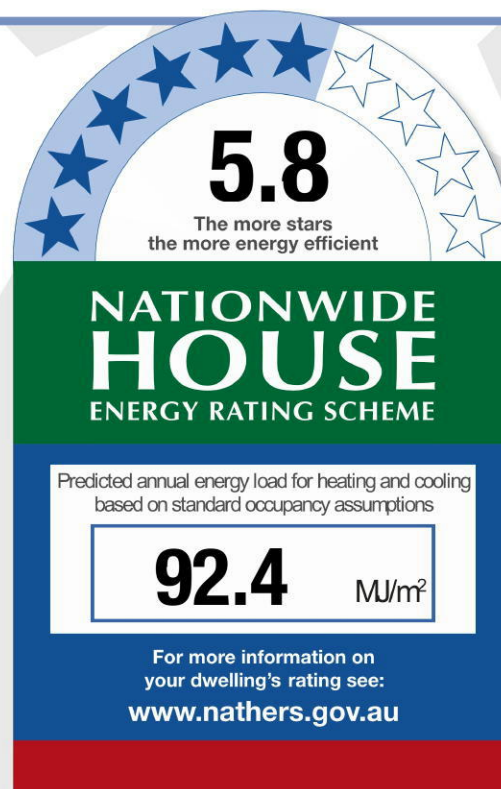 5.8
The more stars
the more energy efficient
NATIONWIDE
HOUSE
ENERGY RATING SCHEME
Predicted annual energy load for heating and cooling
based on standard occupancy assumptions
92.4 MJ/m²
For more information on
your dwelling's rating see:
www.nathers.gov.au